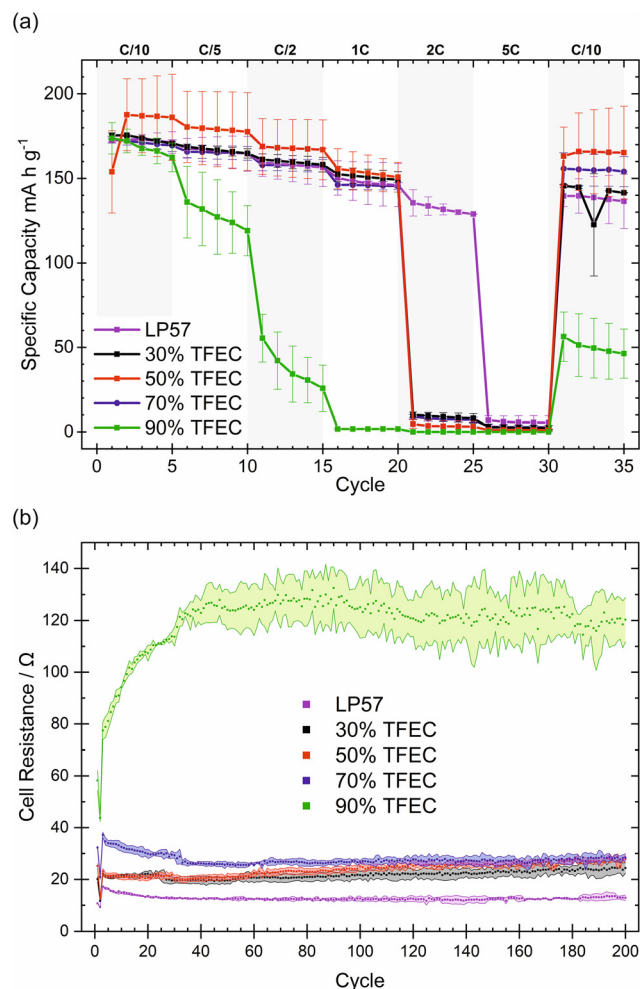 (a)
C/10 C/5 C/2 1C 2C 5C C/10
200
150
100
50
0
Specific Capacity mA h g⁻¹
LP57
30% TFEC
50% TFEC
70% TFEC
90% TFEC
0 5 10 15 20 25 30 35
Cycle
(b)
140
120
100
80
60
40
20
0
Cell Resistance / Ω
LP57
30% TFEC
50% TFEC
70% TFEC
90% TFEC
0 20 40 60 80 100 120 140 160 180 200
Cycle